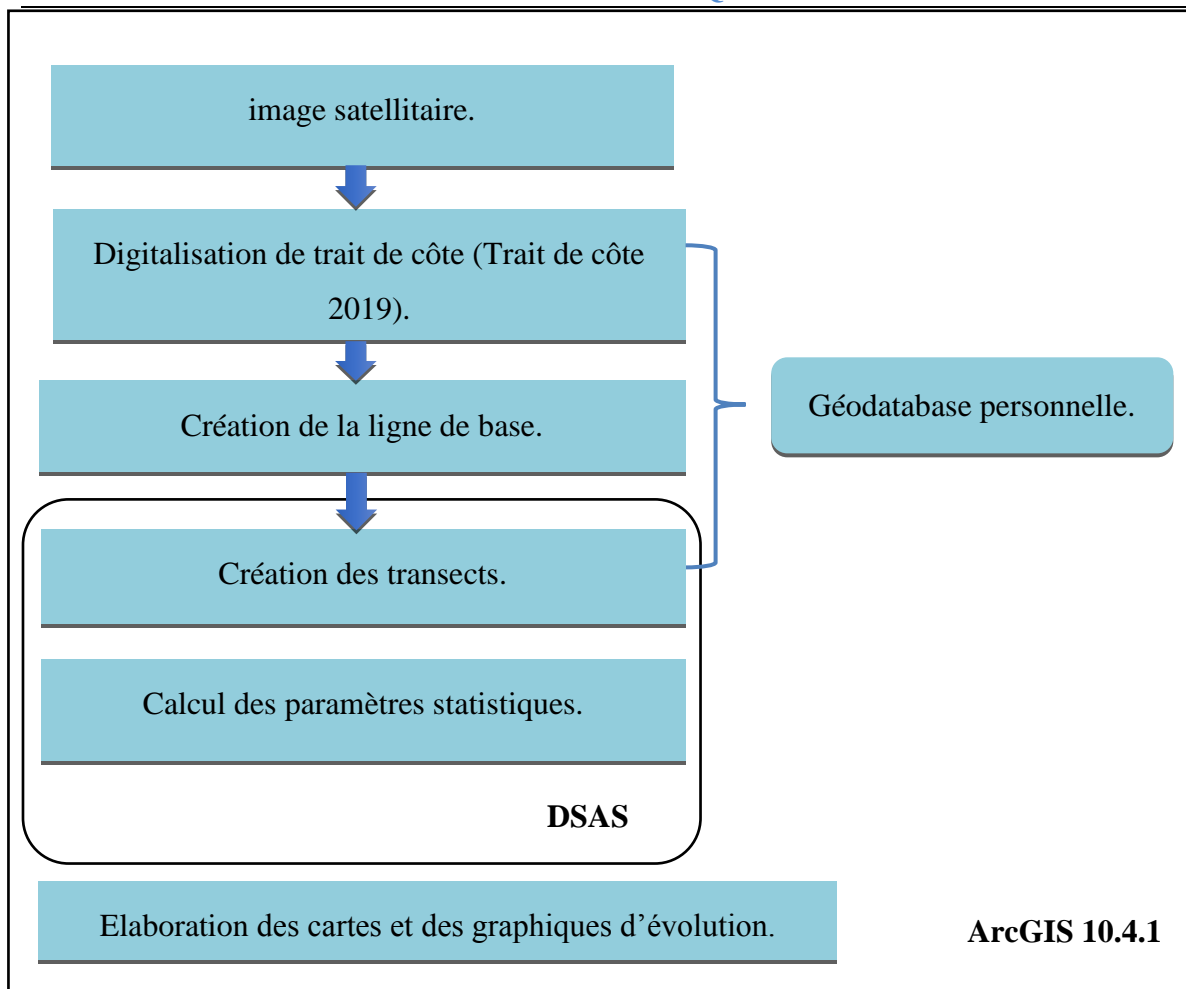 image satellitaire.
Digitalisation de trait de côte (Trait de côte
2019).
Création de la ligne de base.
Géodatabase personnelle.
Création des transects.
Calcul des paramètres statistiques.
DSAS
Elaboration des cartes et des graphiques d’évolution.
ArcGIS 10.4.1